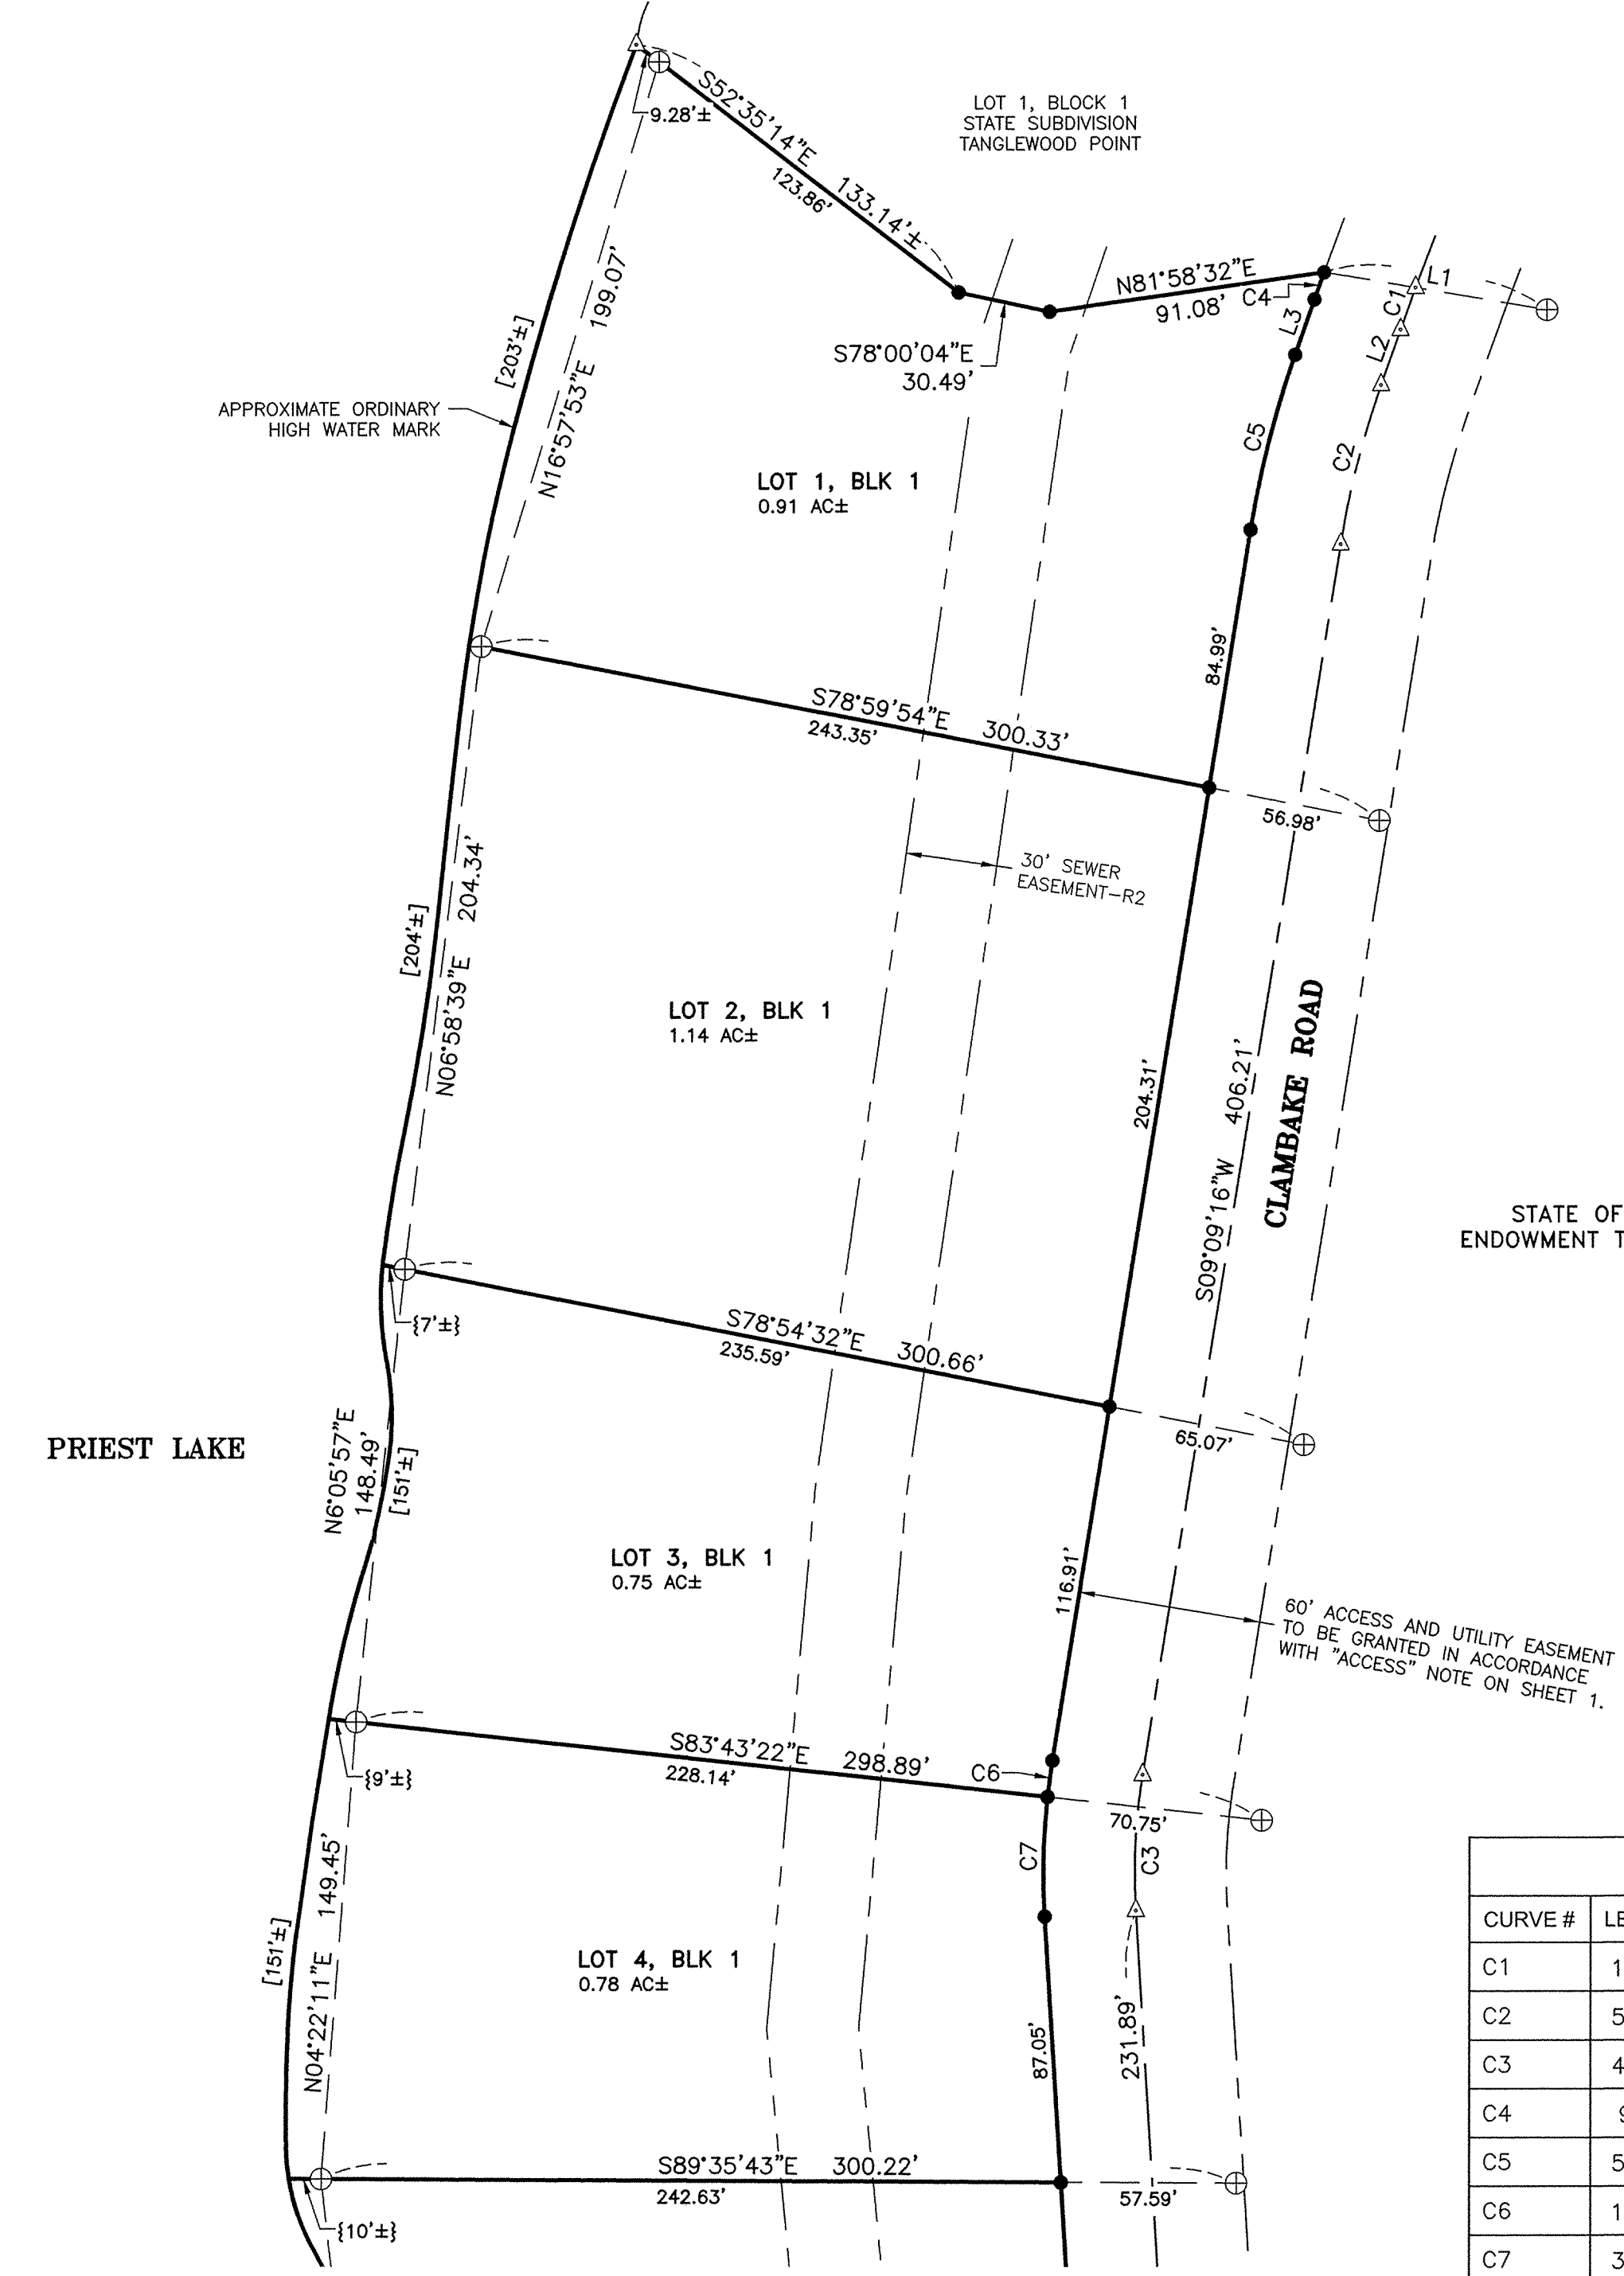 LOT 1, BLOCK 1
STATE SUBDIVISION
TANGLEWOOD POINT
S52°35'14"E 133.14'±
123.86'
9.28'±
N81°58'32"E
91.08'
C4
L1
C1
L3
L2
S78°00'04"E
30.49'
[203'±]
N16°57'53"E 199.07'
APPROXIMATE ORDINARY
HIGH WATER MARK
C5
C2
LOT 1, BLK 1
0.91 AC±
84.99'
S78°59'54"E 300.33'
243.35'
56.98'
30' SEWER
EASEMENT-R2
[204'±]
N06°58'39"E 204.34'
LOT 2, BLK 1
1.14 AC±
204.31'
S09°09'16"W 406.21'
CLAMBAKE ROAD
STATE OF
ENDOWMENT T
{7'±}
S78°54'32"E 300.66'
235.59'
65.07'
PRIEST LAKE
N6°05'57"E
148.49'
[151'±]
LOT 3, BLK 1
0.75 AC±
116.91'
60' ACCESS AND UTILITY EASEMENT
TO BE GRANTED IN ACCORDANCE
WITH "ACCESS" NOTE ON SHEET 1.
{9'±}
S83°43'22"E 298.89'
228.14'
C6
70.75'
C7
C3
[151'±]
N04°22'11"E 149.45'
LOT 4, BLK 1
0.78 AC±
87.05'
231.89'
S89°35'43"E 300.22'
242.63'
57.59'
{10'±}
CURVE # LE
C1 1
C2 5
C3 4
C4 9
C5 5
C6 1
C7 3